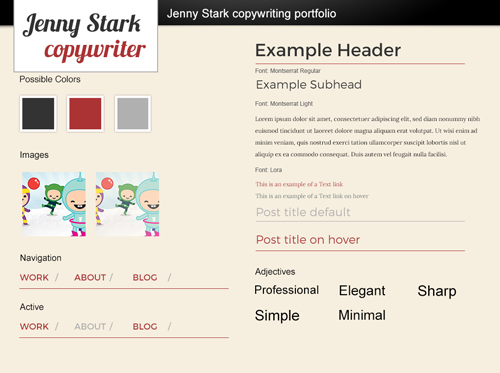 Jenny Stark
copywriter
Jenny Stark copywriting portfolio
Possible Colors
Images
Navigation
WORK / ABOUT / BLOG /
Active
WORK / ABOUT / BLOG /
Example Header
Font: Montserrat Regular
Example Subhead
Font: Montserrat Light
Lorem ipsum dolor sit amet, consectetuer adipiscing elit, sed diam nonummy nibh
euismod tincidunt ut laoreet dolore magna aliquam erat volutpat. Ut wisi enim ad
minim veniam, quis nostrud exerci tation ullamcorper suscipit lobortis nisl ut
aliquip ex ea commodo consequat. Duis autem vel feugait nulla facilisi.
Font: Lora
This is an example of a Text link
This is an example of a Text link on hover
Post title default
Post title on hover
Adjectives
Professional Elegant Sharp
Simple Minimal